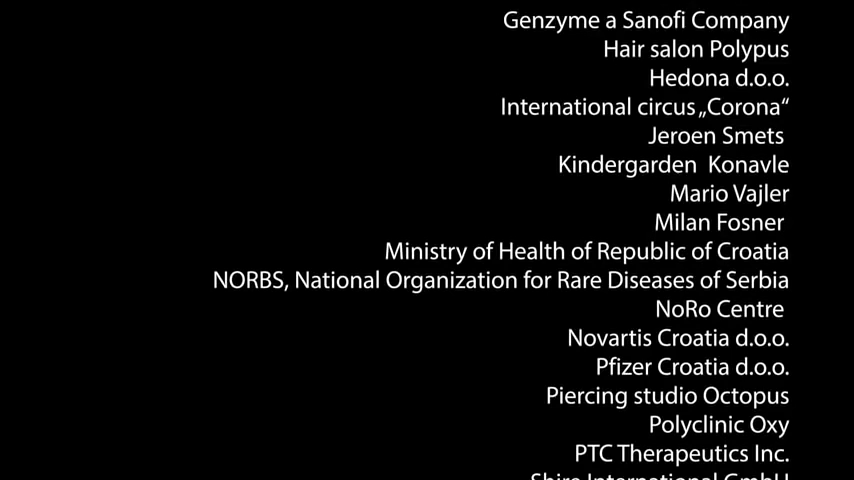 Genzyme a Sanofi Company
Hair salon Polypus
Hedona d.o.o.
International circus „Corona“
Jeroen Smets
Kindergarden Konavle
Mario Vajler
Milan Fosner
Ministry of Health of Republic of Croatia
NORBS, National Organization for Rare Diseases of Serbia
NoRo Centre
Novartis Croatia d.o.o.
Pfizer Croatia d.o.o.
Piercing studio Octopus
Polyclinic Oxy
PTC Therapeutics Inc.
Shire International GmbH